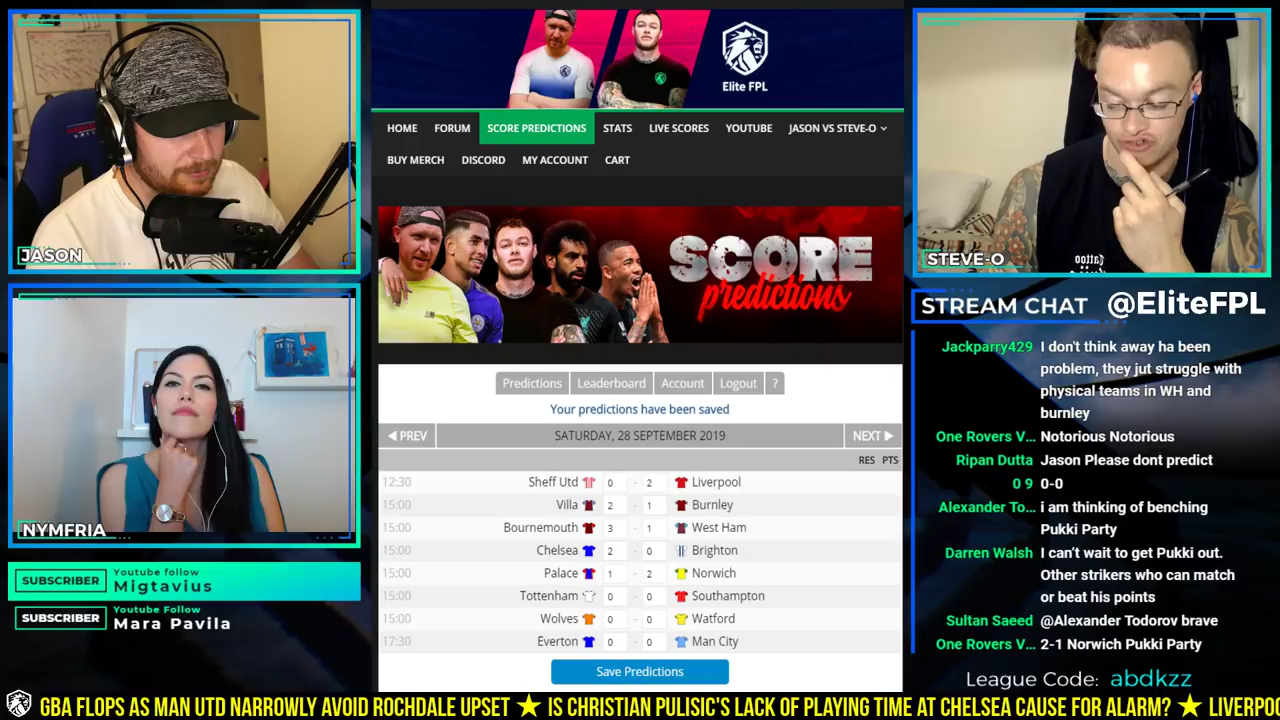 JASON
NYMFRIA
SUBSCRIBER
Youtube follow
Migtavius
SUBSCRIBER
Youtube Follow
Mara Pavila
Elite FPL
HOME FORUM SCORE PREDICTIONS STATS LIVE SCORES YOUTUBE JASON VS STEVE-O
BUY MERCH DISCORD MY ACCOUNT CART
SCORE
predictions
Predictions Leaderboard Account Logout ?
Your predictions have been saved
◀ PREV SATURDAY, 28 SEPTEMBER 2019 NEXT ▶
RES PTS
12:30 Sheff Utd 0 - 2 Liverpool
15:00 Villa 2 - 1 Burnley
15:00 Bournemouth 3 - 1 West Ham
15:00 Chelsea 2 - 0 Brighton
15:00 Palace 1 - 2 Norwich
15:00 Tottenham 0 - 0 Southampton
15:00 Wolves 0 - 0 Watford
17:30 Everton 0 - 0 Man City
Save Predictions
STEVE-O
STREAM CHAT @EliteFPL
Jackparry429 I don't think away ha been
problem, they jut struggle with
physical teams in WH and
burnley
One Rovers V... Notorious Notorious
Ripan Dutta Jason Please dont predict
0 9 0-0
Alexander To... i am thinking of benching
Pukki Party
Darren Walsh I can't wait to get Pukki out.
Other strikers who can match
or beat his points
Sultan Saeed @Alexander Todorov brave
One Rovers V... 2-1 Norwich Pukki Party
League Code: abdkzz
GBA FLOPS AS MAN UTD NARROWLY AVOID ROCHDALE UPSET ★ IS CHRISTIAN PULISIC'S LACK OF PLAYING TIME AT CHELSEA CAUSE FOR ALARM? ★ LIVERPO